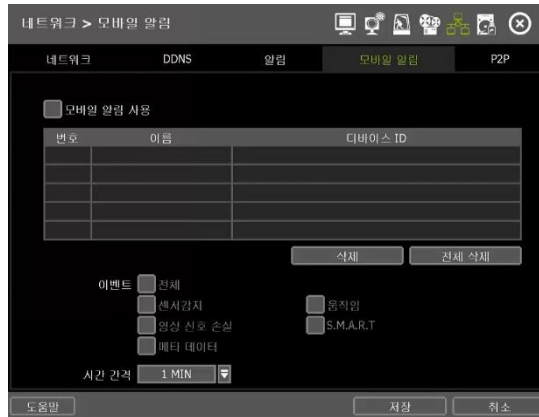 네트워크 > 모바일 알림
네트워크 DDNS 알림 모바일 알림 P2P
모바일 알림 사용
번호 이름 디바이스 ID
삭제 전체 삭제
이벤트 전체
센서감지 움직임
영상 신호 손실 S.M.A.R.T
메타 데이터
시간 간격 1 MIN
도움말 저장 취소